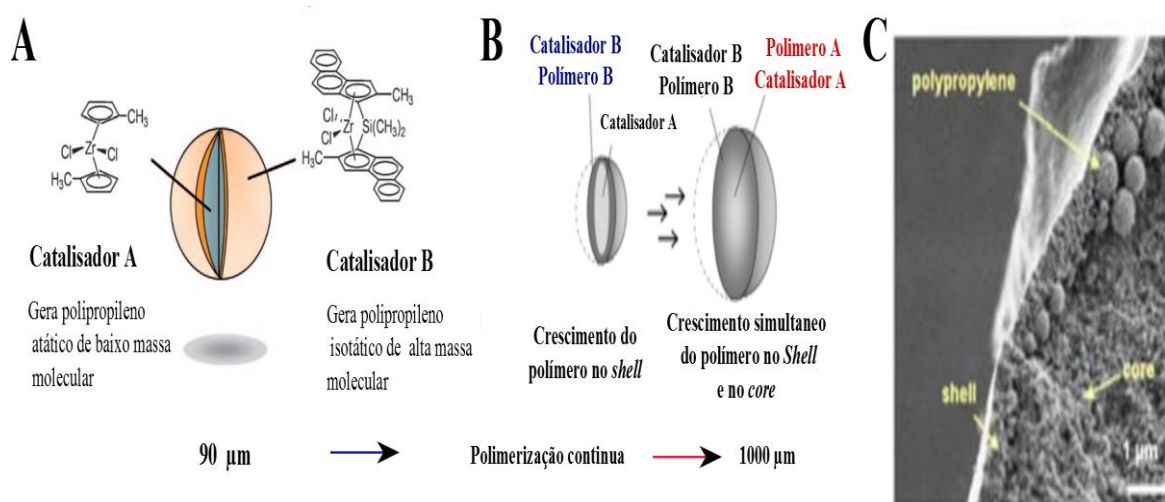 A
CH₃
Cl
Zr
Cl
H₃C
Catalisador A
Gera polipropileno
atático de baixo massa
molecular
CH₃
Cl
Zr
Si(CH₃)₂
Cl
H₃C
Catalisador B
Gera polipropileno
isotático de alta massa
molecular
90 µm
B
Catalisador B
Polímero B
Catalisador A
Crescimento do
polímero no shell
Catalisador B
Polímero B
Polimero A
Catalisador A
Crescimento simultaneo
do polímero no Shell
e no core
Polimerização continua
1000 µm
C
polypropylene
core
shell
1 µm